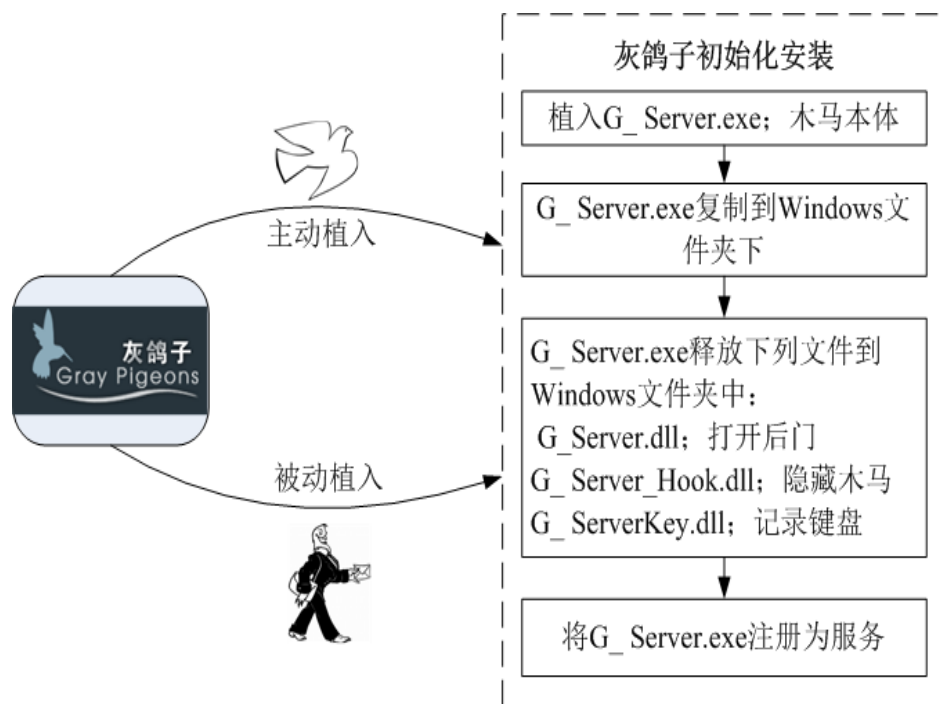 灰鸽子初始化安装
植入G_ Server.exe；木马本体
主动植入
G_ Server.exe复制到Windows文
件夹下
灰鸽子
Gray Pigeons
G_ Server.exe释放下列文件到
Windows文件夹中：
G_Server.dll；打开后门
G_ Server_Hook.dll；隐藏木马
G_ ServerKey.dll；记录键盘
被动植入
将G_ Server.exe注册为服务